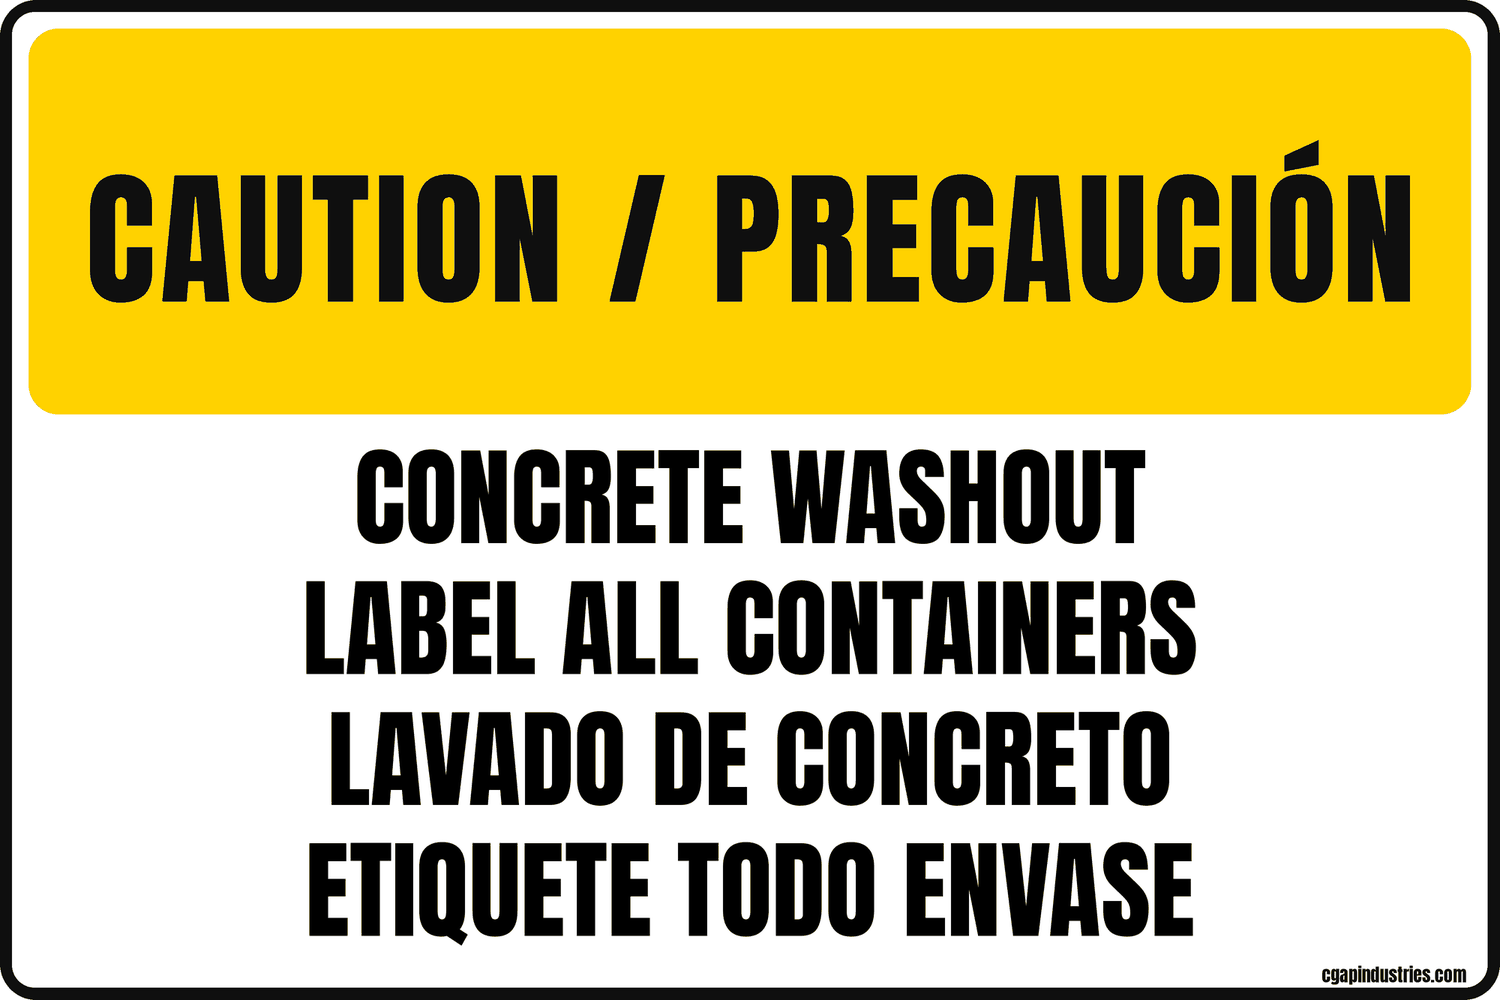 CAUTION / PRECAUCIÓN
CONCRETE WASHOUT
LABEL ALL CONTAINERS
LAVADO DE CONCRETO
ETIQUETE TODO ENVASE
cgapindustries.com